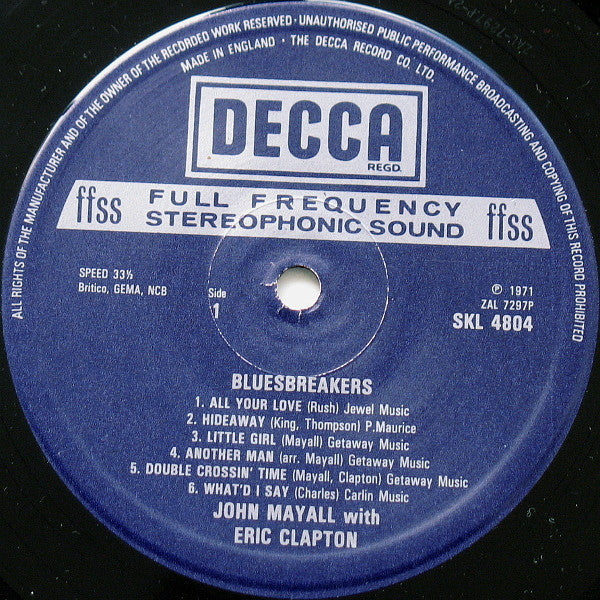 ALL RIGHTS OF THE MANUFACTURER AND OF THE OWNER OF THE RECORDED WORK RESERVED · UNAUTHORISED PUBLIC PERFORMANCE BROADCASTING AND COPYING OF THIS RECORD PROHIBITED
MADE IN ENGLAND · THE DECCA RECORD CO. LTD.
DECCA
REGD.
ffss FULL FREQUENCY ffss
STEREOPHONIC SOUND
SPEED 33⅓
Britico, GEMA, NCB
Side
1
℗ 1971
ZAL 7297P
SKL 4804
BLUESBREAKERS
1. ALL YOUR LOVE (Rush) Jewel Music
2. HIDEAWAY (King, Thompson) P.Maurice
3. LITTLE GIRL (Mayall) Getaway Music
4. ANOTHER MAN (arr. Mayall) Getaway Music
5. DOUBLE CROSSIN' TIME (Mayall, Clapton) Getaway Music
6. WHAT'D I SAY (Charles) Carlin Music
JOHN MAYALL with
ERIC CLAPTON